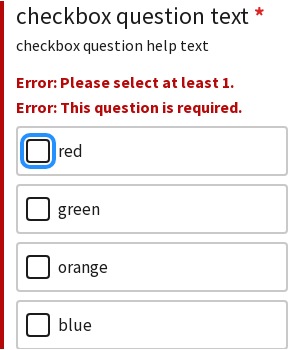 checkbox question text *
checkbox question help text
Error: Please select at least 1.
Error: This question is required.
red
green
orange
blue